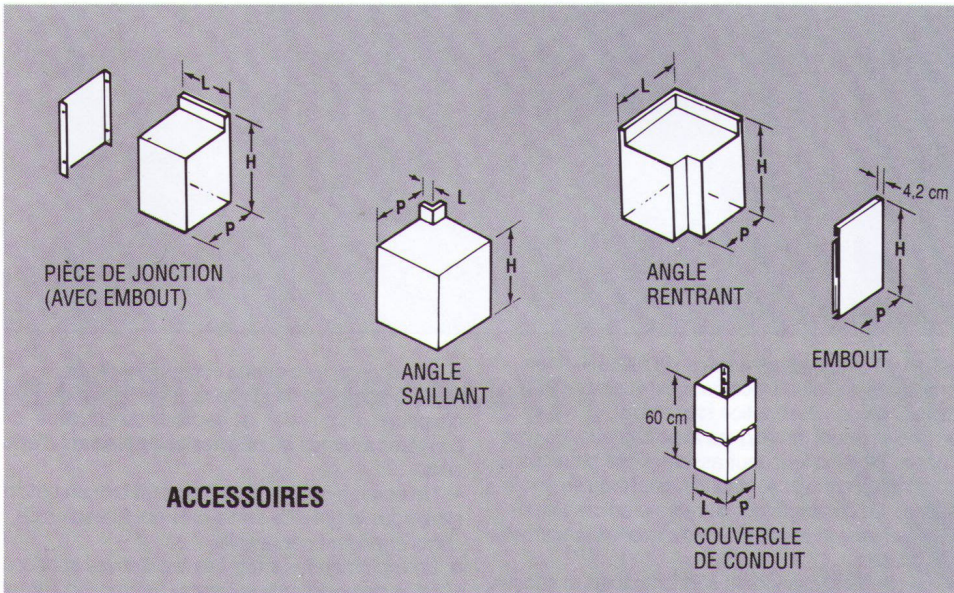 L
H
P
PIÈCE DE JONCTION
(AVEC EMBOUT)
P
L
H
ANGLE
SAILLANT
L
H
P
ANGLE
RENTRANT
4,2 cm
H
P
EMBOUT
60 cm
L
P
COUVERCLE
DE CONDUIT
ACCESSOIRES